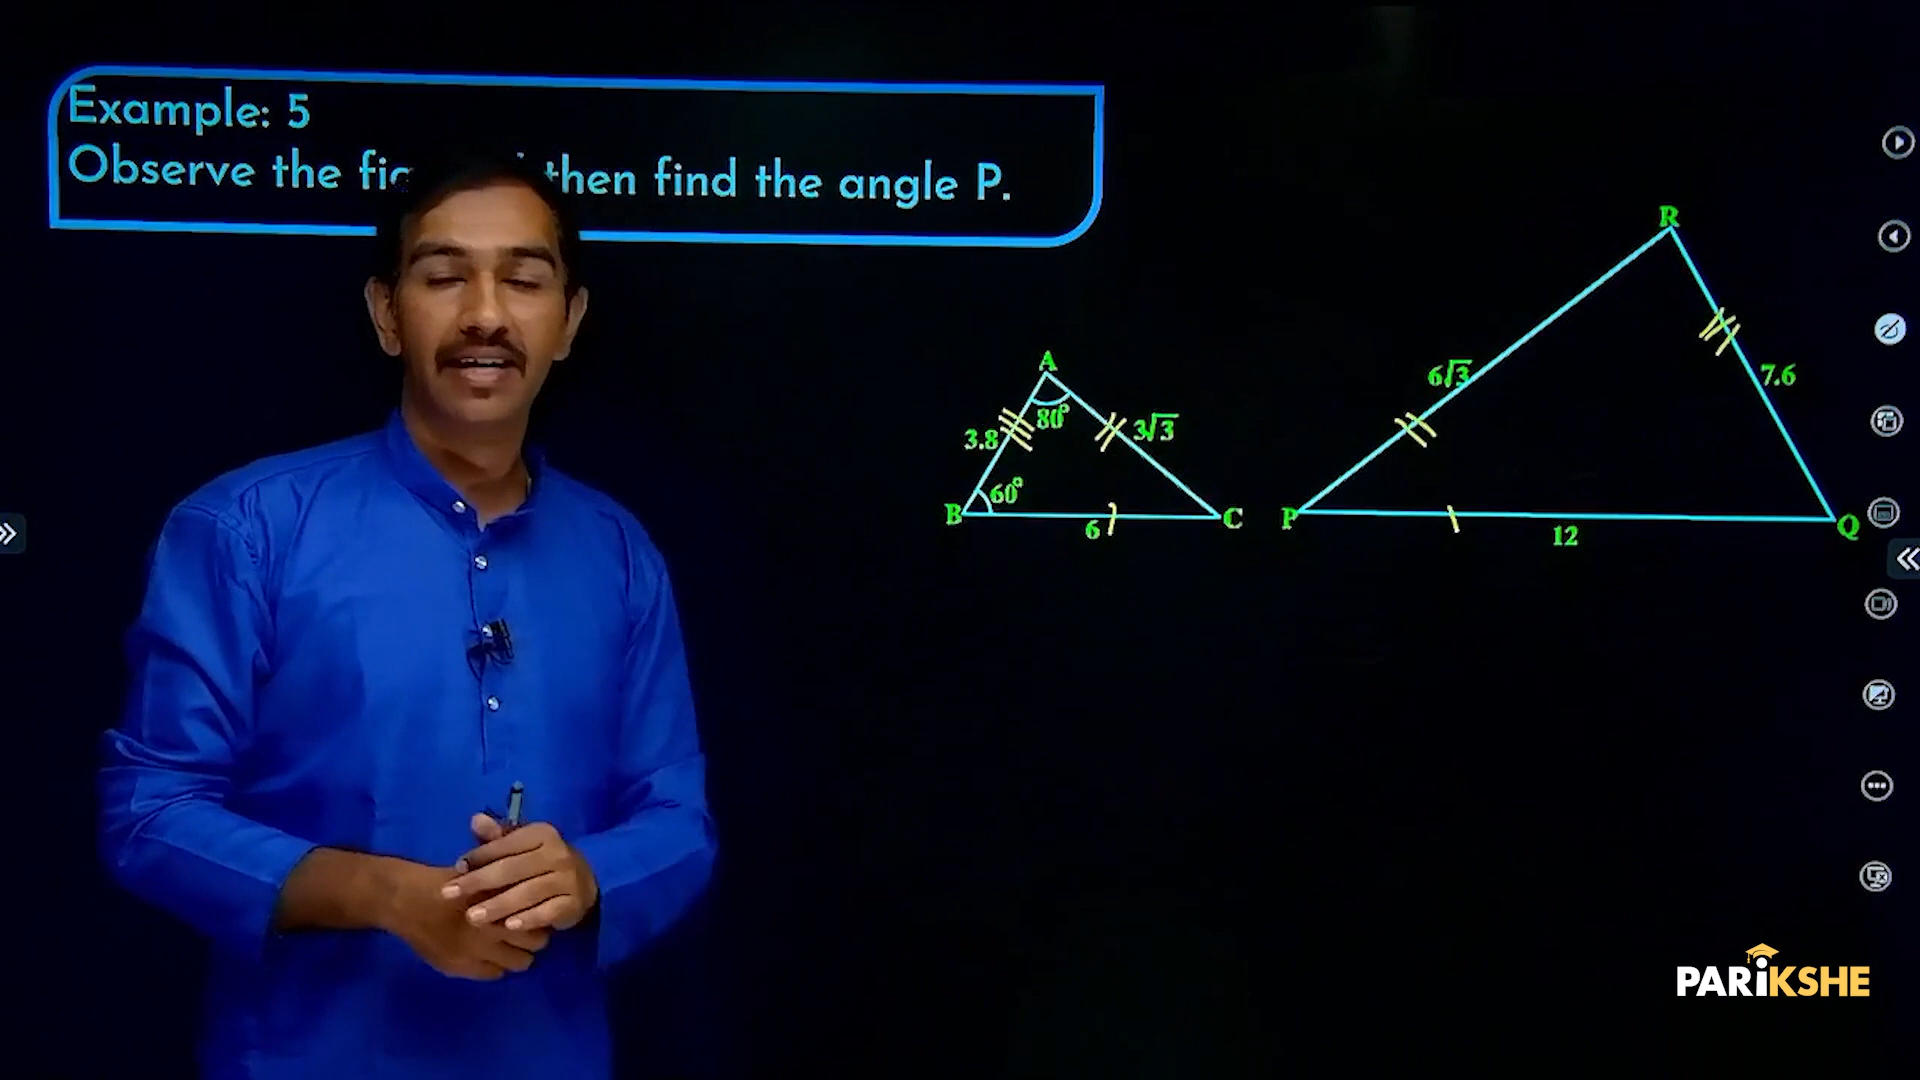 Example: 5
Observe the then find the angle P.
R
6√3
7.6
A
80°
3.8
3√3
60°
B
6
C
P
12
Q
PARiKSHE